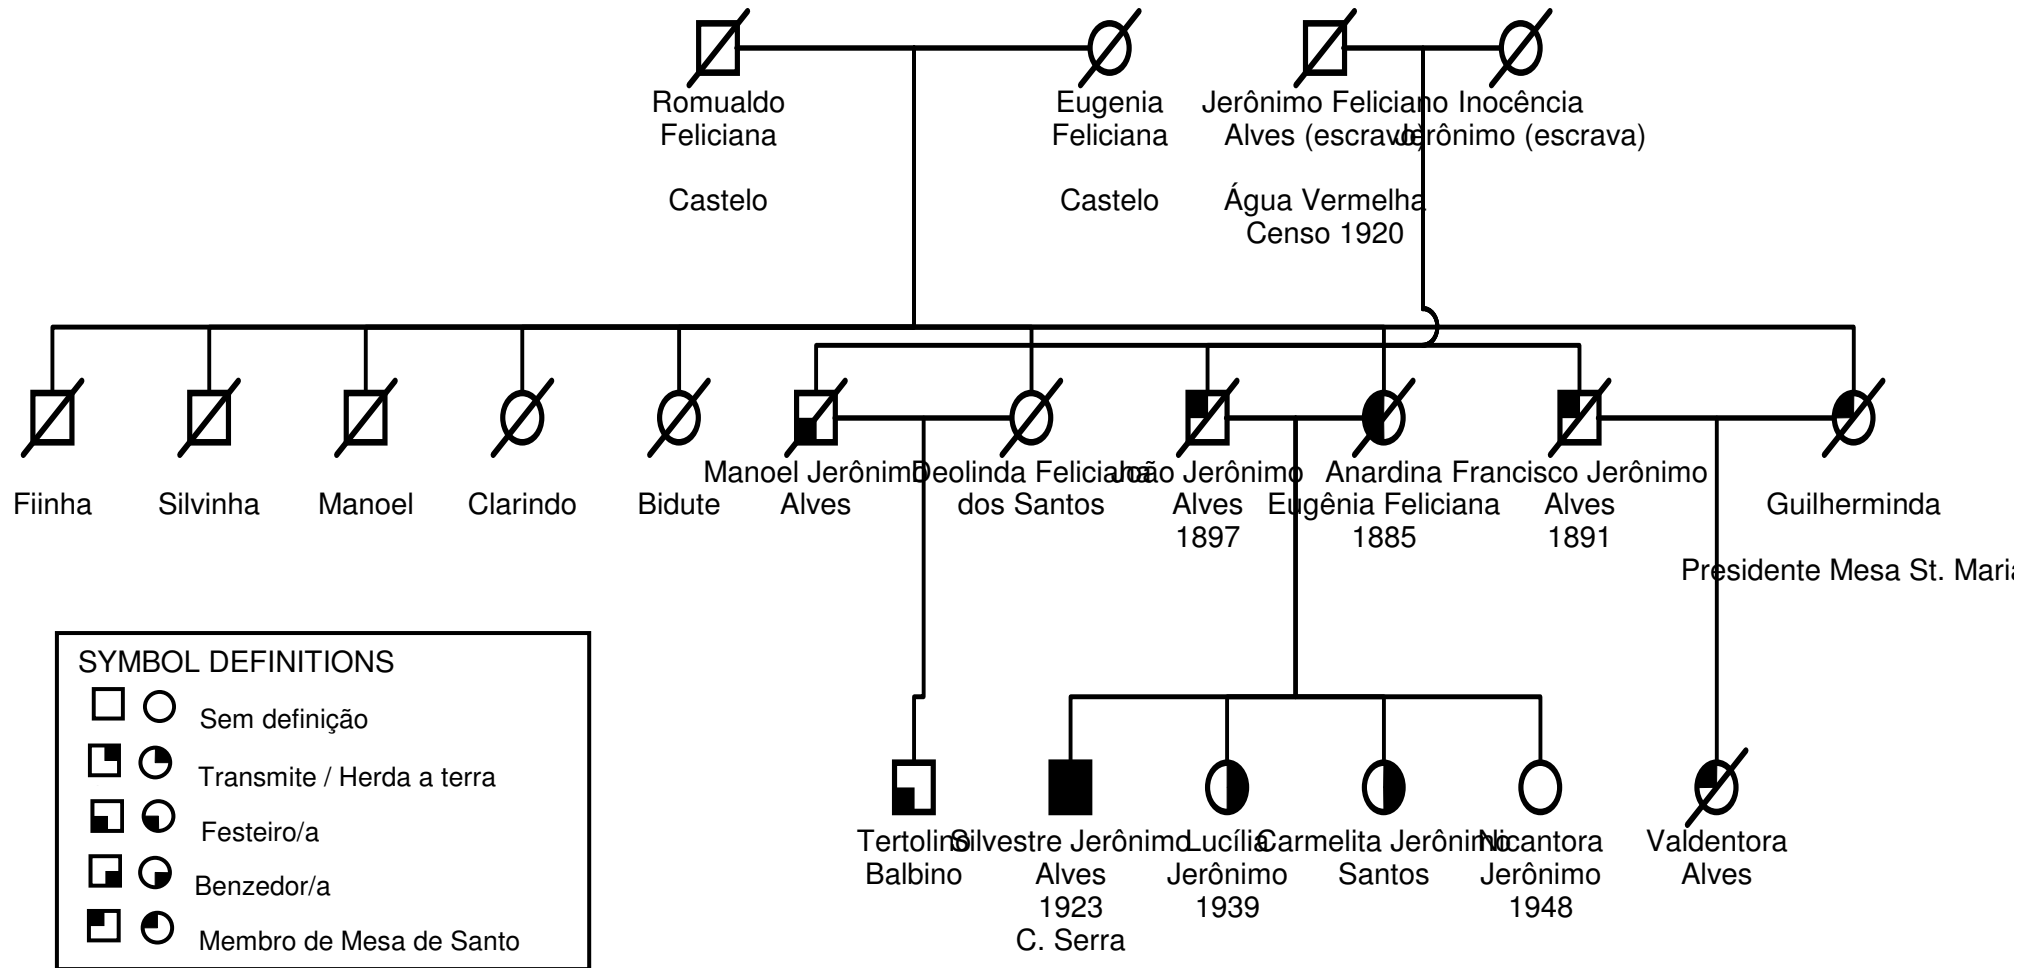 Romualdo
Feliciana
Castelo
Eugenia
Feliciana
Castelo
Jerônimo Feliciano
Alves (escravo)
Água Vermelha
Censo 1920
Inocência
Jerônimo (escrava)
Fiinha
Silvinha
Manoel
Clarindo
Bidute
Manoel Jerônimo
Alves
Deolinda Feliciana
dos Santos
João Jerônimo
Alves
1897
Anardina
Eugênia Feliciana
1885
Francisco Jerônimo
Alves
1891
Guilherminda
Presidente Mesa St. Maria
Tertolino
Balbino
Silvestre Jerônimo
Alves
1923
C. Serra
Lucília
Jerônimo
1939
Carmelita Jerônimo
Santos
Nicantora
Jerônimo
1948
Valdentora
Alves
SYMBOL DEFINITIONS
Sem definição
Transmite / Herda a terra
Festeiro/a
Benzedor/a
Membro de Mesa de Santo